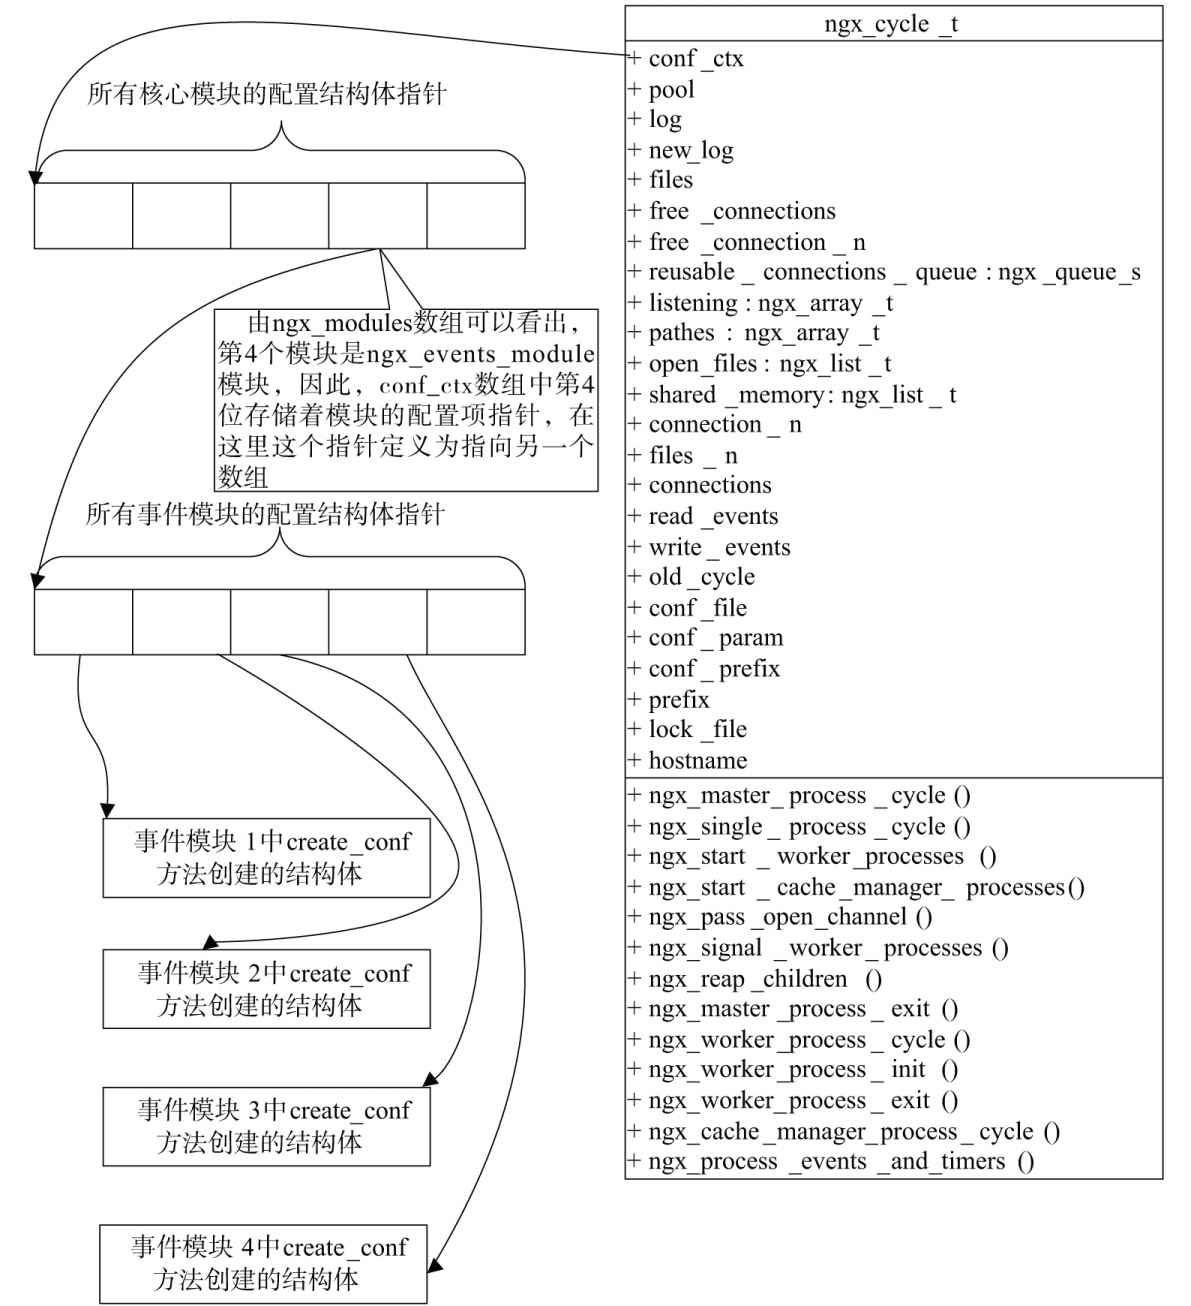 所有核心模块的配置结构体指针
由ngx_modules数组可以看出，
第4个模块是ngx_events_module
模块，因此，conf_ctx数组中第4
位存储着模块的配置项指针，在
这里这个指针定义为指向另一个
数组
所有事件模块的配置结构体指针
事件模块 1中create_conf
方法创建的结构体
事件模块 2中create_conf
方法创建的结构体
事件模块 3中create_conf
方法创建的结构体
事件模块 4中create_conf
方法创建的结构体
ngx_cycle _t
+ conf _ctx
+ pool
+ log
+ new_log
+ files
+ free _connections
+ free _connection _ n
+ reusable _ connections _ queue : ngx _queue_s
+ listening : ngx_array _t
+ pathes : ngx_array _t
+ open_files : ngx_list _t
+ shared _memory: ngx_list _ t
+ connection _ n
+ files _ n
+ connections
+ read _events
+ write _ events
+ old _cycle
+ conf _file
+ conf _ param
+ conf _ prefix
+ prefix
+ lock _file
+ hostname
+ ngx_master_ process _ cycle ()
+ ngx_single _ process _cycle ()
+ ngx_start _ worker_processes ()
+ ngx_start _ cache _manager_ processes()
+ ngx_pass _open_channel ()
+ ngx_signal _worker _ processes ()
+ ngx_reap _children ()
+ ngx_master _process _ exit ()
+ ngx_worker _process _ cycle ()
+ ngx_worker_process _ init ()
+ ngx_worker_process _ exit ()
+ ngx_cache _manager_process _ cycle ()
+ ngx_process _events _and_timers ()